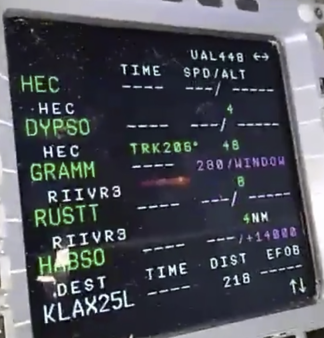 UAL448 ↔
TIME SPD/ALT
HEC ---- ---/ -----
HEC 4
DYPSO ---- ---/ -----
HEC TRK206° 48
GRAMM ---- 280/WINDOW
RIIVR3 8
RUSTT ---- ---/ -----
RIIVR3 4NM
HABSO ---- ---/+14000
DEST TIME DIST EFOB
KLAX25L ---- 218 -----
↑↓